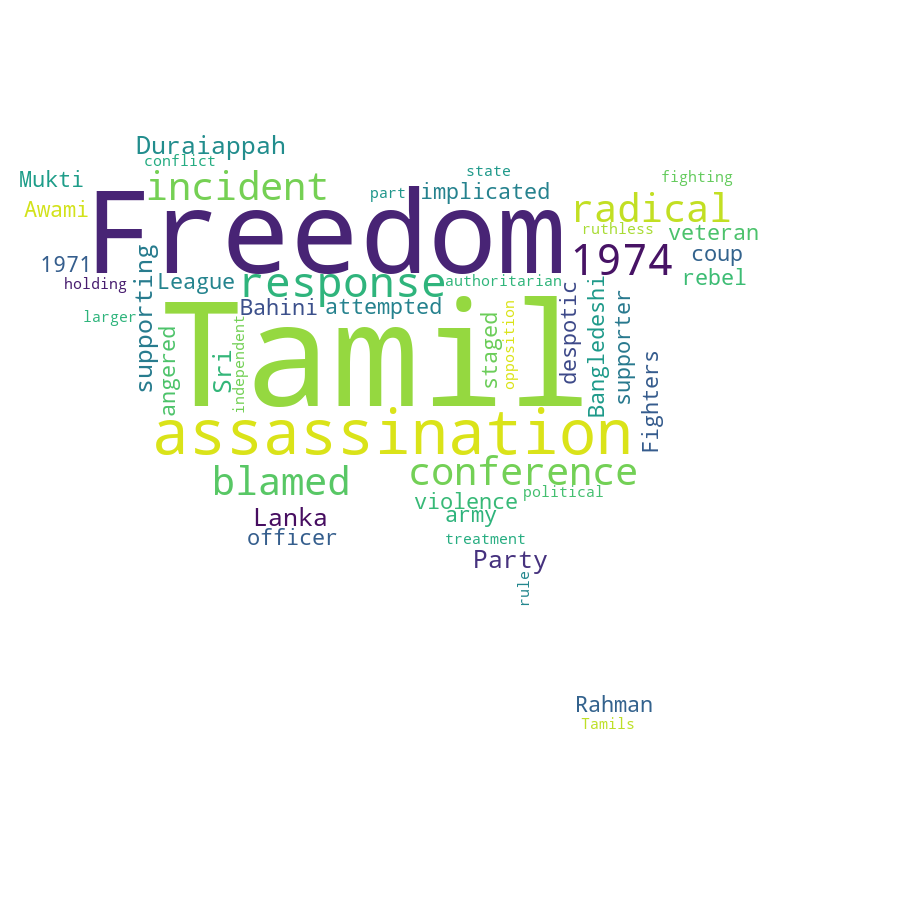 Duraiappah
conflict
state
Mukti
incident
part
implicated
fighting
Awami
Freedom
radical
ruthless
veteran
1971
1974
coup
holding
League
response
authoritarian
rebel
supporting
Bahini
attempted
larger
angered
Sri
independent
Tamil
staged
opposition
despotic
Bangledeshi
supporter
Fighters
assassination
blamed
conference
violence
political
Lanka
army
officer
treatment
Party
rule
Rahman
Tamils